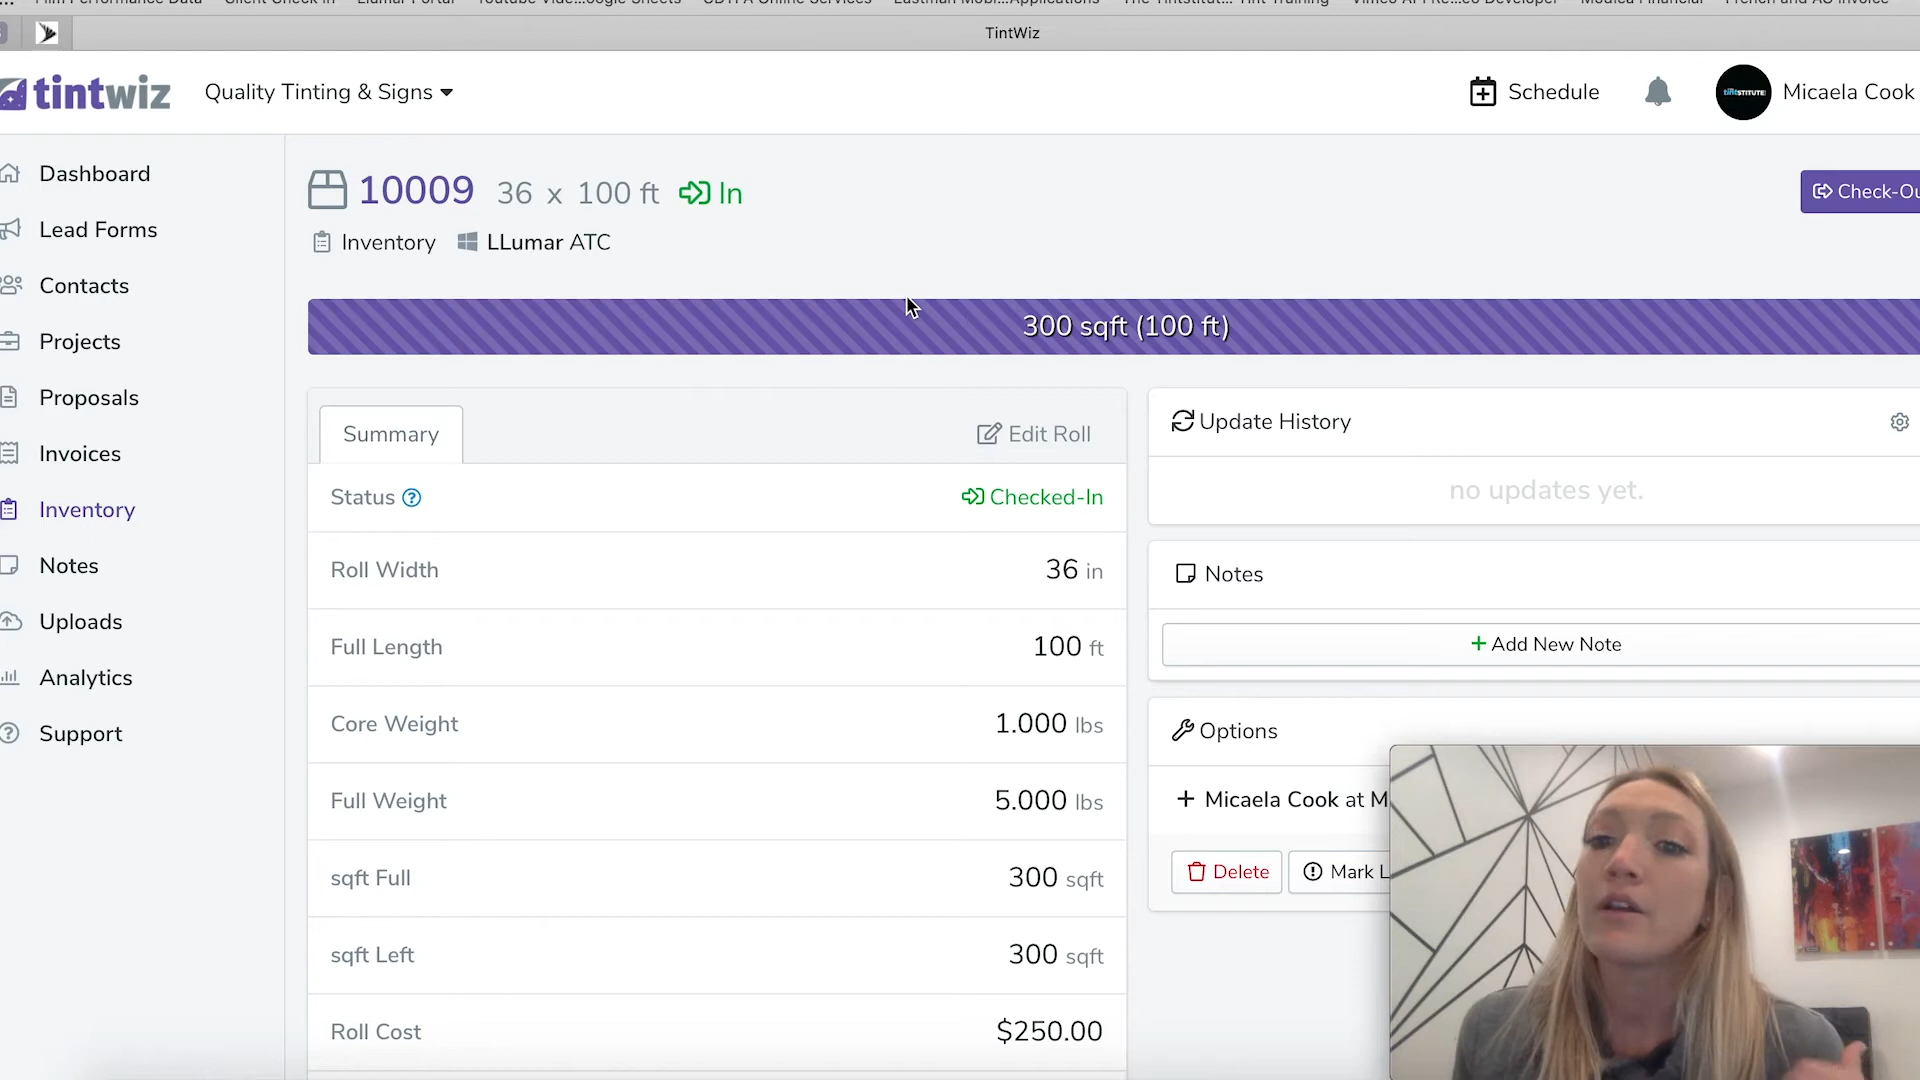 TintWiz
tintwiz
Quality Tinting & Signs
Schedule
TINTSTITUTE
Micaela Cook
Dashboard
Lead Forms
Contacts
Projects
Proposals
Invoices
Inventory
Notes
Uploads
Analytics
Support
10009 36 x 100 ft In
Check-Ou
Inventory LLumar ATC
300 sqft (100 ft)
Summary
Edit Roll
Status ? Checked-In
Roll Width 36 in
Full Length 100 ft
Core Weight 1.000 lbs
Full Weight 5.000 lbs
sqft Full 300 sqft
sqft Left 300 sqft
Roll Cost $250.00
Update History
no updates yet.
Notes
+ Add New Note
Options
+ Micaela Cook at M
Delete
Mark L